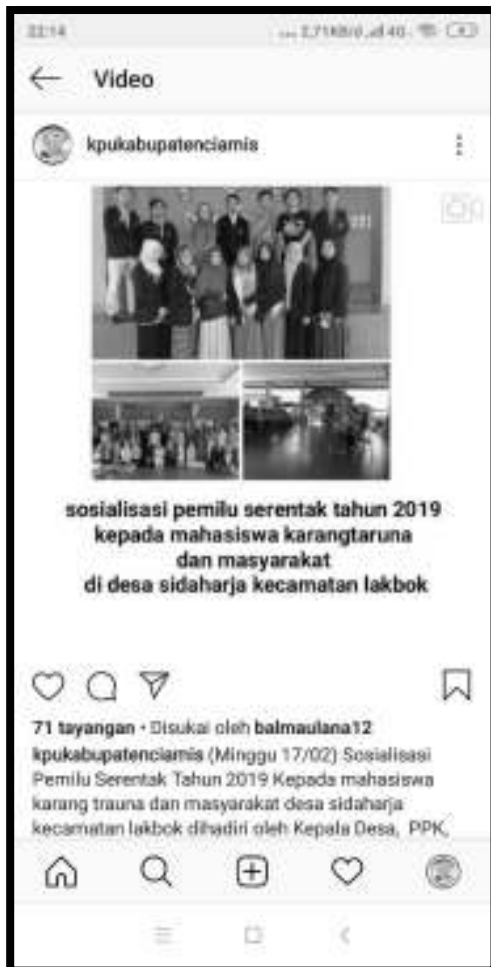 22:14
Video
kpukabupatenciamis
sosialisasi pemilu serentak tahun 2019
kepada mahasiswa karangtaruna
dan masyarakat
di desa sidaharja kecamatan lakbok
71 tayangan • Disukai oleh balmaulana12
kpukabupatenciamis (Minggu 17/02) Sosialisasi
Pemilu Serentak Tahun 2019 Kepada mahasiswa
karang trauna dan masyarakat desa sidaharja
kecamatan lakbok dihadiri oleh Kepala Desa, PPK,